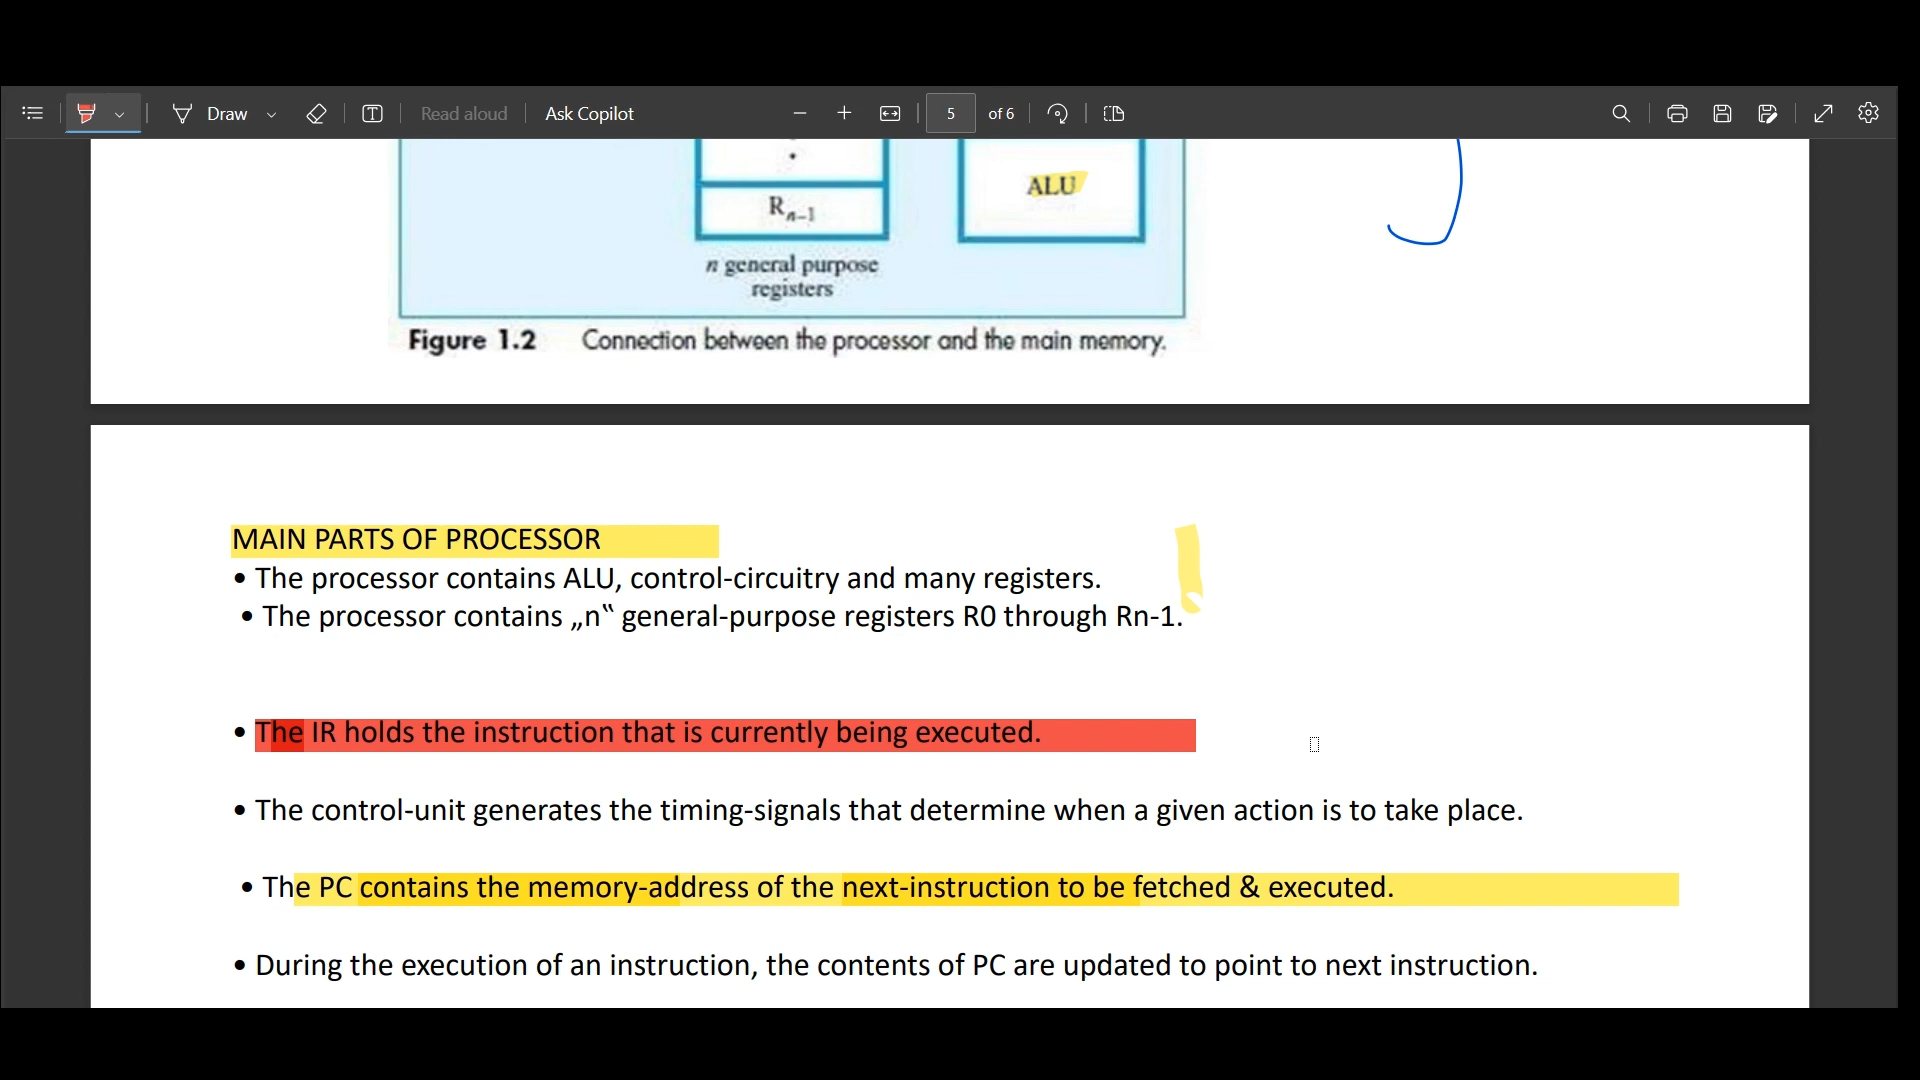 Draw Read aloud Ask Copilot 5 of 6
ALU
Rn-1
n general purpose
registers
Figure 1.2 Connection between the processor and the main memory.
MAIN PARTS OF PROCESSOR
• The processor contains ALU, control-circuitry and many registers.
• The processor contains „n‟ general-purpose registers R0 through Rn-1.
• The IR holds the instruction that is currently being executed.
• The control-unit generates the timing-signals that determine when a given action is to take place.
• The PC contains the memory-address of the next-instruction to be fetched & executed.
• During the execution of an instruction, the contents of PC are updated to point to next instruction.